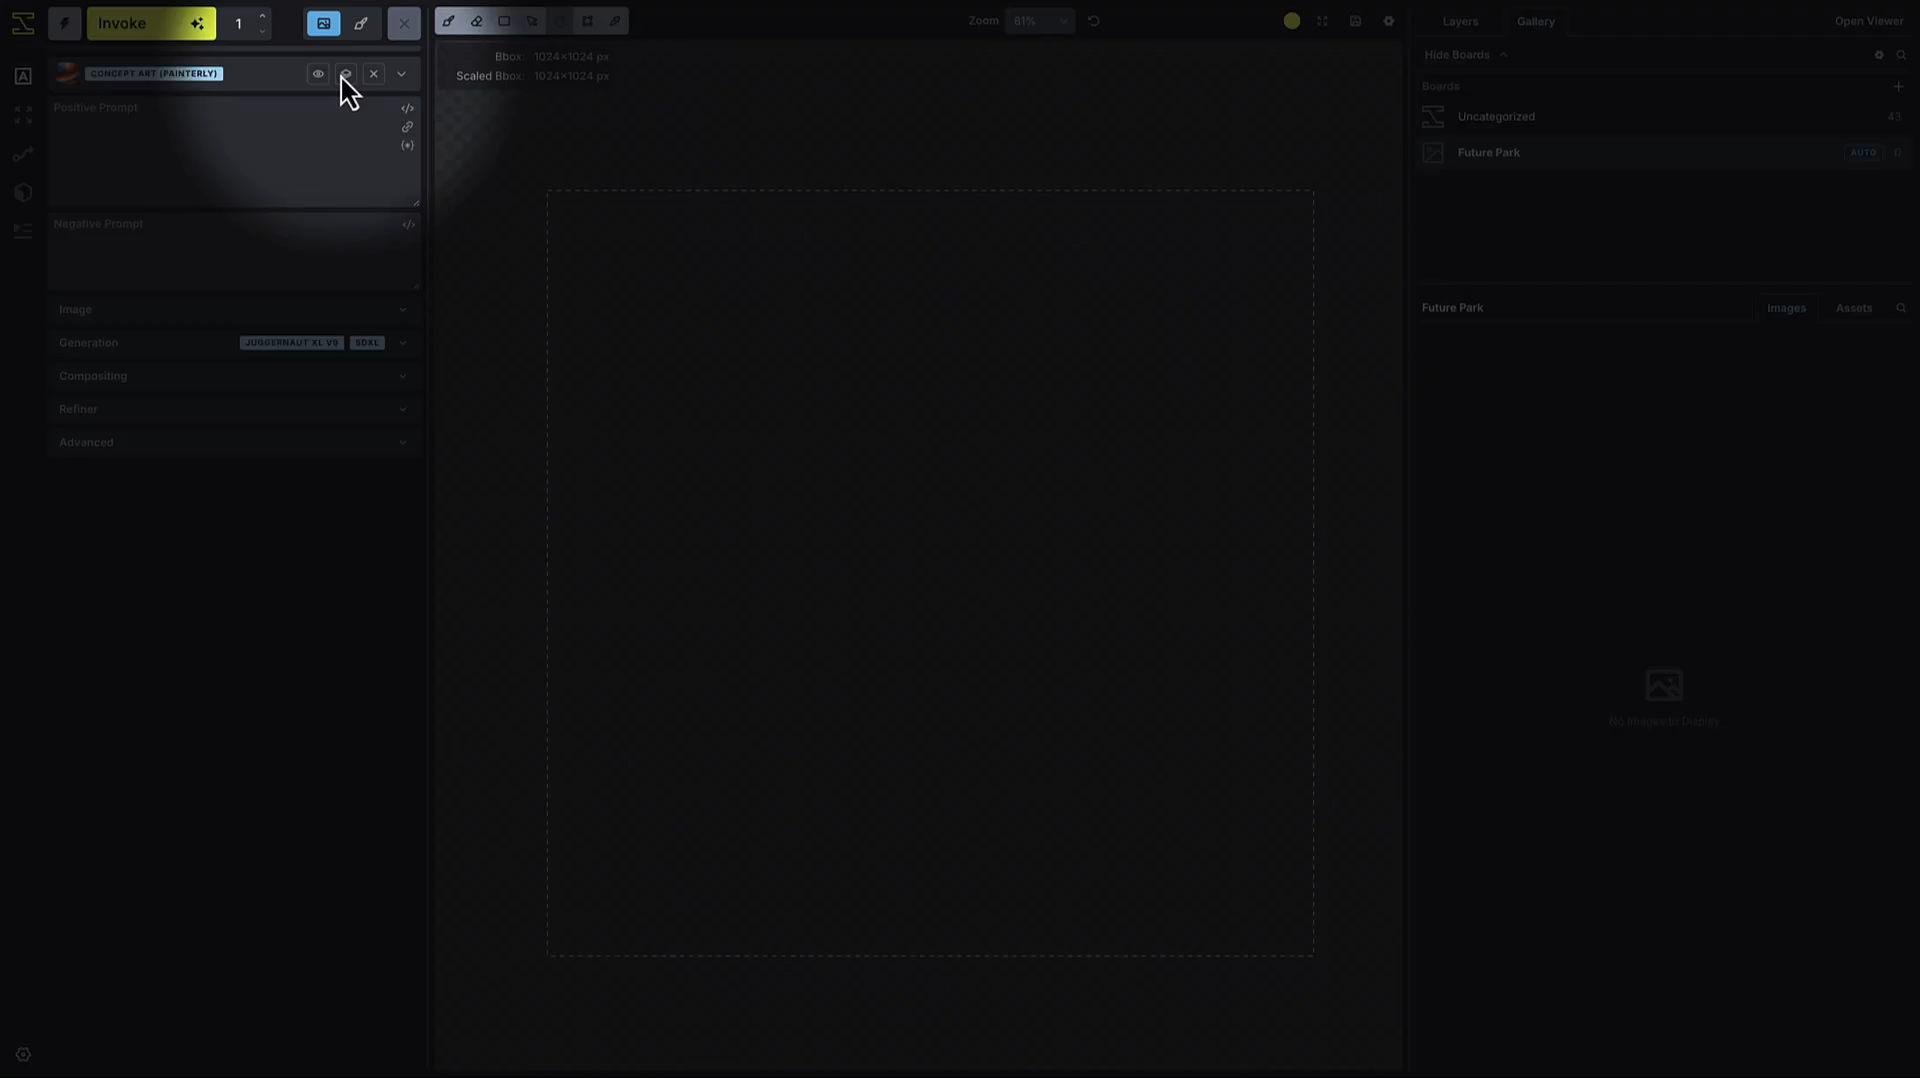 Invoke
1
Zoom
61%
Layers
Gallery
Open Viewer
Bbox: 1024×1024 px
Scaled Bbox: 1024×1024 px
Hide Boards
CONCEPT ART (PAINTERLY)
Boards
Positive Prompt
Uncategorized
43
Future Park
AUTO
0
Negative Prompt
Image
Future Park
Images
Assets
Generation
JUGGERNAUT XL V9
SDXL
Compositing
Refiner
Advanced
No Images to Display